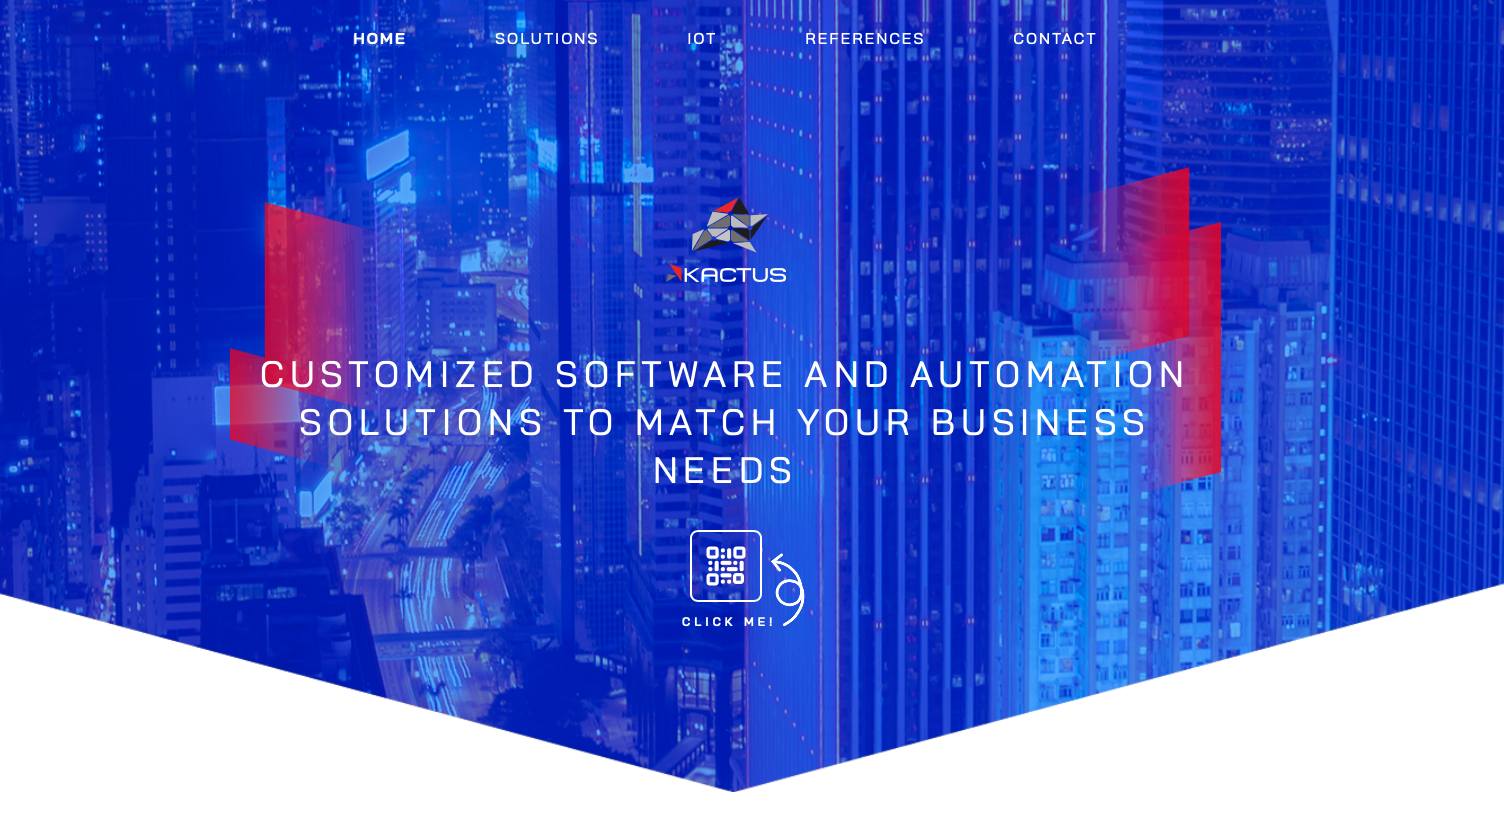 HOME
SOLUTIONS
IOT
REFERENCES
CONTACT
KACTUS
CUSTOMIZED SOFTWARE AND AUTOMATION
SOLUTIONS TO MATCH YOUR BUSINESS
NEEDS
CLICK ME!